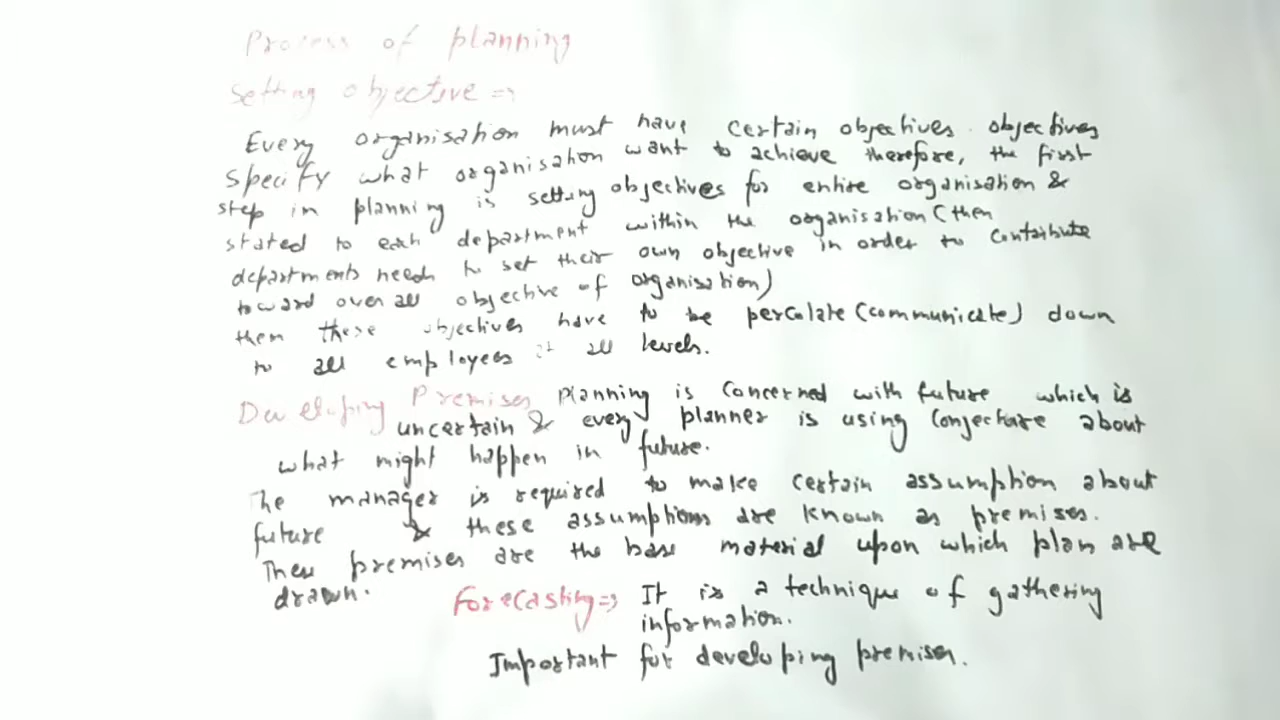 Process of planning
Setting objective =>
Every organisation must have certain objectives. objectives
specify what organisation want to achieve therefore, the first
step in planning is setting objectives for entire organisation &
stated to each department within the organisation (then
departments needs to set their own objective in order to contribute
toward over all objective of organisation)
then these objectives have to be percolate (communicate) down
to all employees at all levels.
Developing Premises planning is concerned with future which is
uncertain & every planner is using conjecture about
what might happen in future.
The manager is required to make certain assumption about
future & these assumptions are known as premises.
These premises are the base material upon which plan are
drawn.
Forecasting => It is a technique of gathering
information.
Important for developing premises.